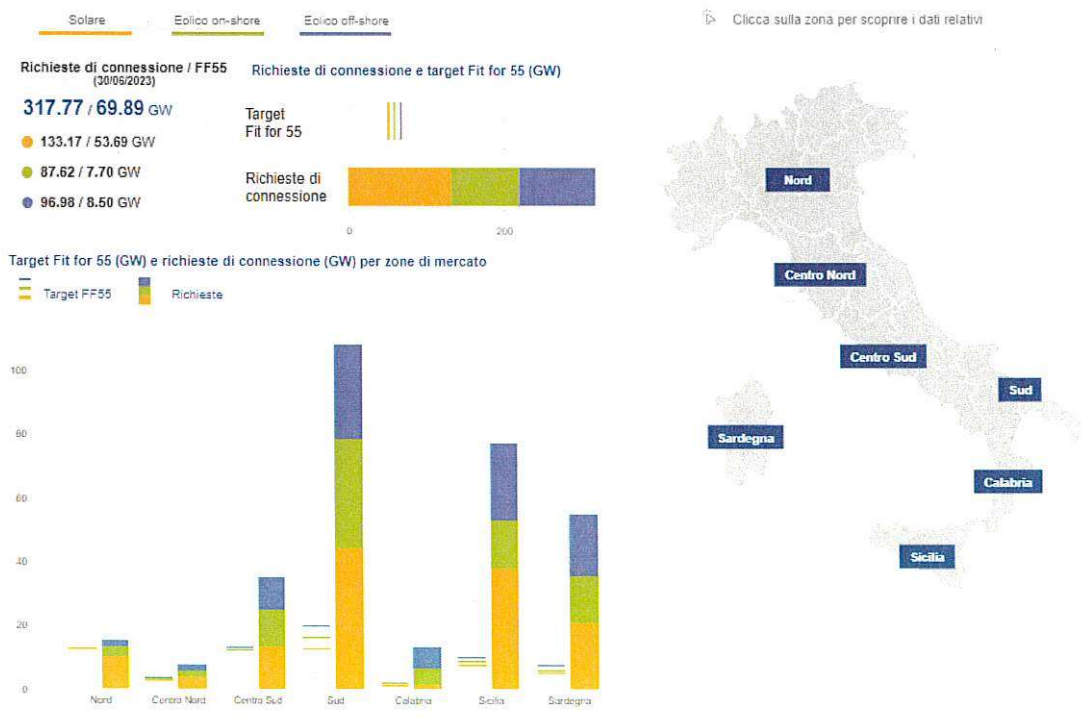 Solare
Eolico on-shore
Eolico off-shore
Clicca sulla zona per scoprire i dati relativi
Richieste di connessione / FF55
(30/06/2023)
317.77 / 69.89 GW
133.17 / 53.69 GW
87.62 / 7.70 GW
96.98 / 8.50 GW
Richieste di connessione e target Fit for 55 (GW)
Target
Fit for 55
Richieste di
connessione
0
200
Target Fit for 55 (GW) e richieste di connessione (GW) per zone di mercato
Target FF55
Richieste
100
80
60
40
20
0
Nord
Centro Nord
Centro Sud
Sud
Calabria
Sicilia
Sardegna
Nord
Centro Nord
Centro Sud
Sud
Sardegna
Calabria
Sicilia